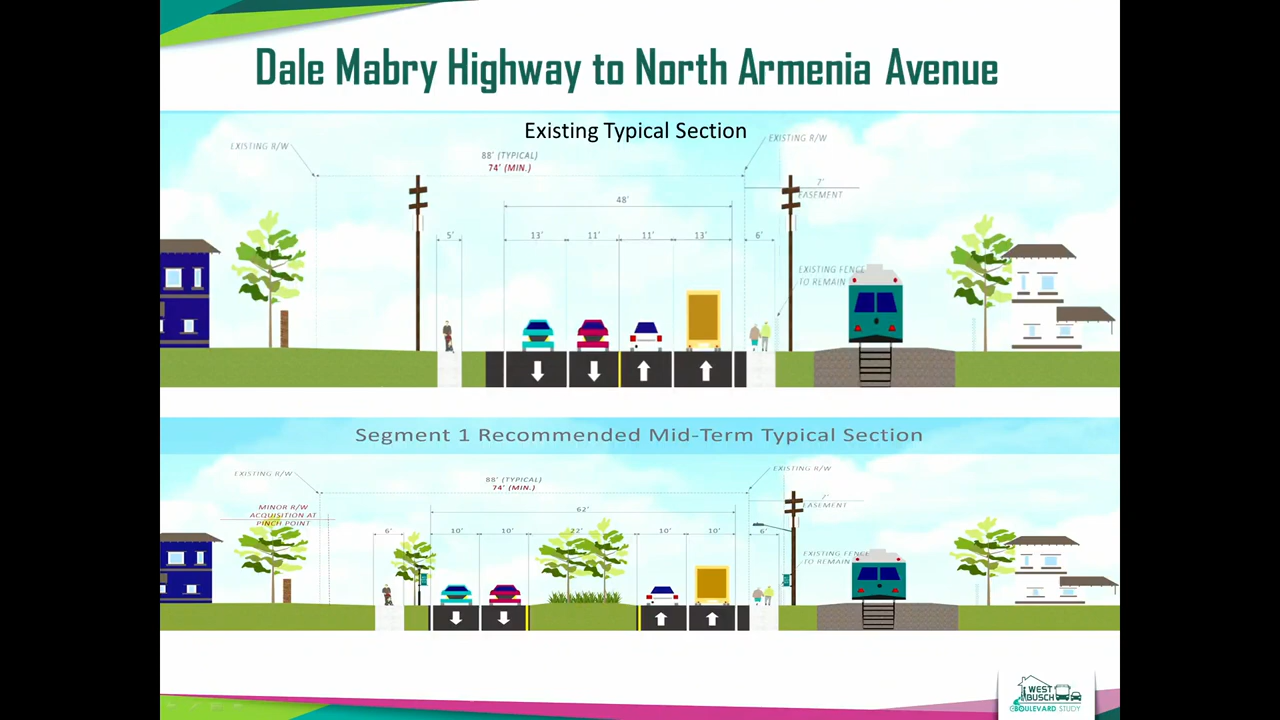 Dale Mabry Highway to North Armenia Avenue
Existing Typical Section
EXISTING R/W
EXISTING R/W
88' (TYPICAL)
74' (MIN.)
7'
EASEMENT
48'
5'
13'
11'
11'
13'
6'
EXISTING FENCE
TO REMAIN
Segment 1 Recommended Mid-Term Typical Section
EXISTING R/W
EXISTING R/W
88' (TYPICAL)
74' (MIN.)
7'
EASEMENT
MINOR R/W
ACQUISITION AT
PINCH POINT
62'
6'
10'
10'
22'
10'
10'
6'
EXISTING FENCE
TO REMAIN
WEST
BUSCH
BOULEVARD STUDY